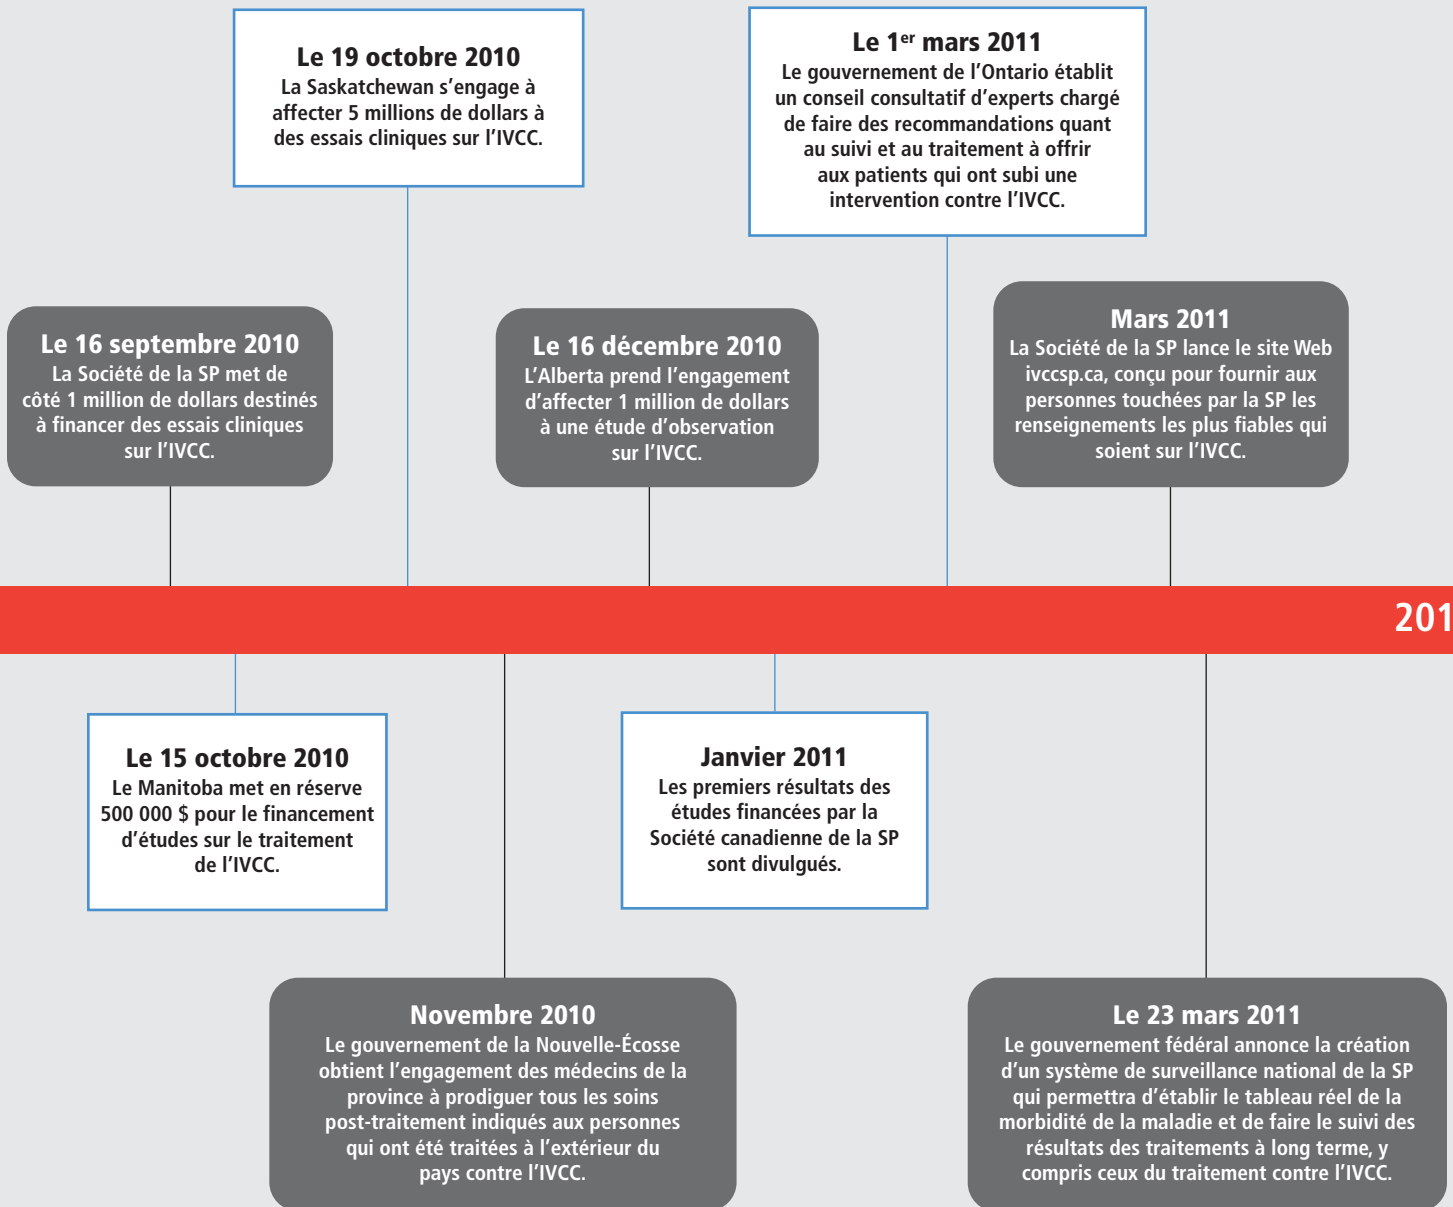 Le 19 octobre 2010
La Saskatchewan s’engage à
affecter 5 millions de dollars à
des essais cliniques sur l’IVCC.
Le 1er mars 2011
Le gouvernement de l’Ontario établit
un conseil consultatif d’experts chargé
de faire des recommandations quant
au suivi et au traitement à offrir
aux patients qui ont subi une
intervention contre l’IVCC.
Le 16 septembre 2010
La Société de la SP met de
côté 1 million de dollars destinés
à financer des essais cliniques
sur l’IVCC.
Le 16 décembre 2010
L’Alberta prend l’engagement
d’affecter 1 million de dollars
à une étude d’observation
sur l’IVCC.
Mars 2011
La Société de la SP lance le site Web
ivccsp.ca, conçu pour fournir aux
personnes touchées par la SP les
renseignements les plus fiables qui
soient sur l’IVCC.
201
Le 15 octobre 2010
Le Manitoba met en réserve
500 000 $ pour le financement
d’études sur le traitement
de l’IVCC.
Janvier 2011
Les premiers résultats des
études financées par la
Société canadienne de la SP
sont divulgués.
Novembre 2010
Le gouvernement de la Nouvelle-Écosse
obtient l’engagement des médecins de la
province à prodiguer tous les soins
post-traitement indiqués aux personnes
qui ont été traitées à l’extérieur du
pays contre l’IVCC.
Le 23 mars 2011
Le gouvernement fédéral annonce la création
d’un système de surveillance national de la SP
qui permettra d’établir le tableau réel de la
morbidité de la maladie et de faire le suivi des
résultats des traitements à long terme, y
compris ceux du traitement contre l’IVCC.